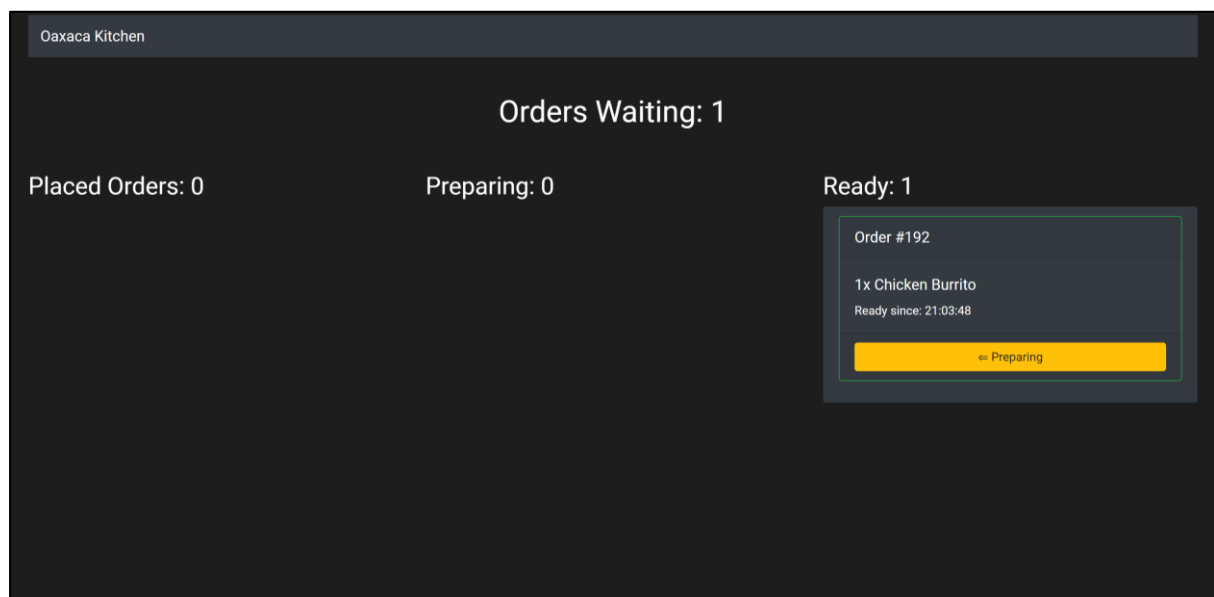 Oaxaca Kitchen
Orders Waiting: 1
Placed Orders: 0
Preparing: 0
Ready: 1
Order #192
1x Chicken Burrito
Ready since: 21:03:48
⇐ Preparing